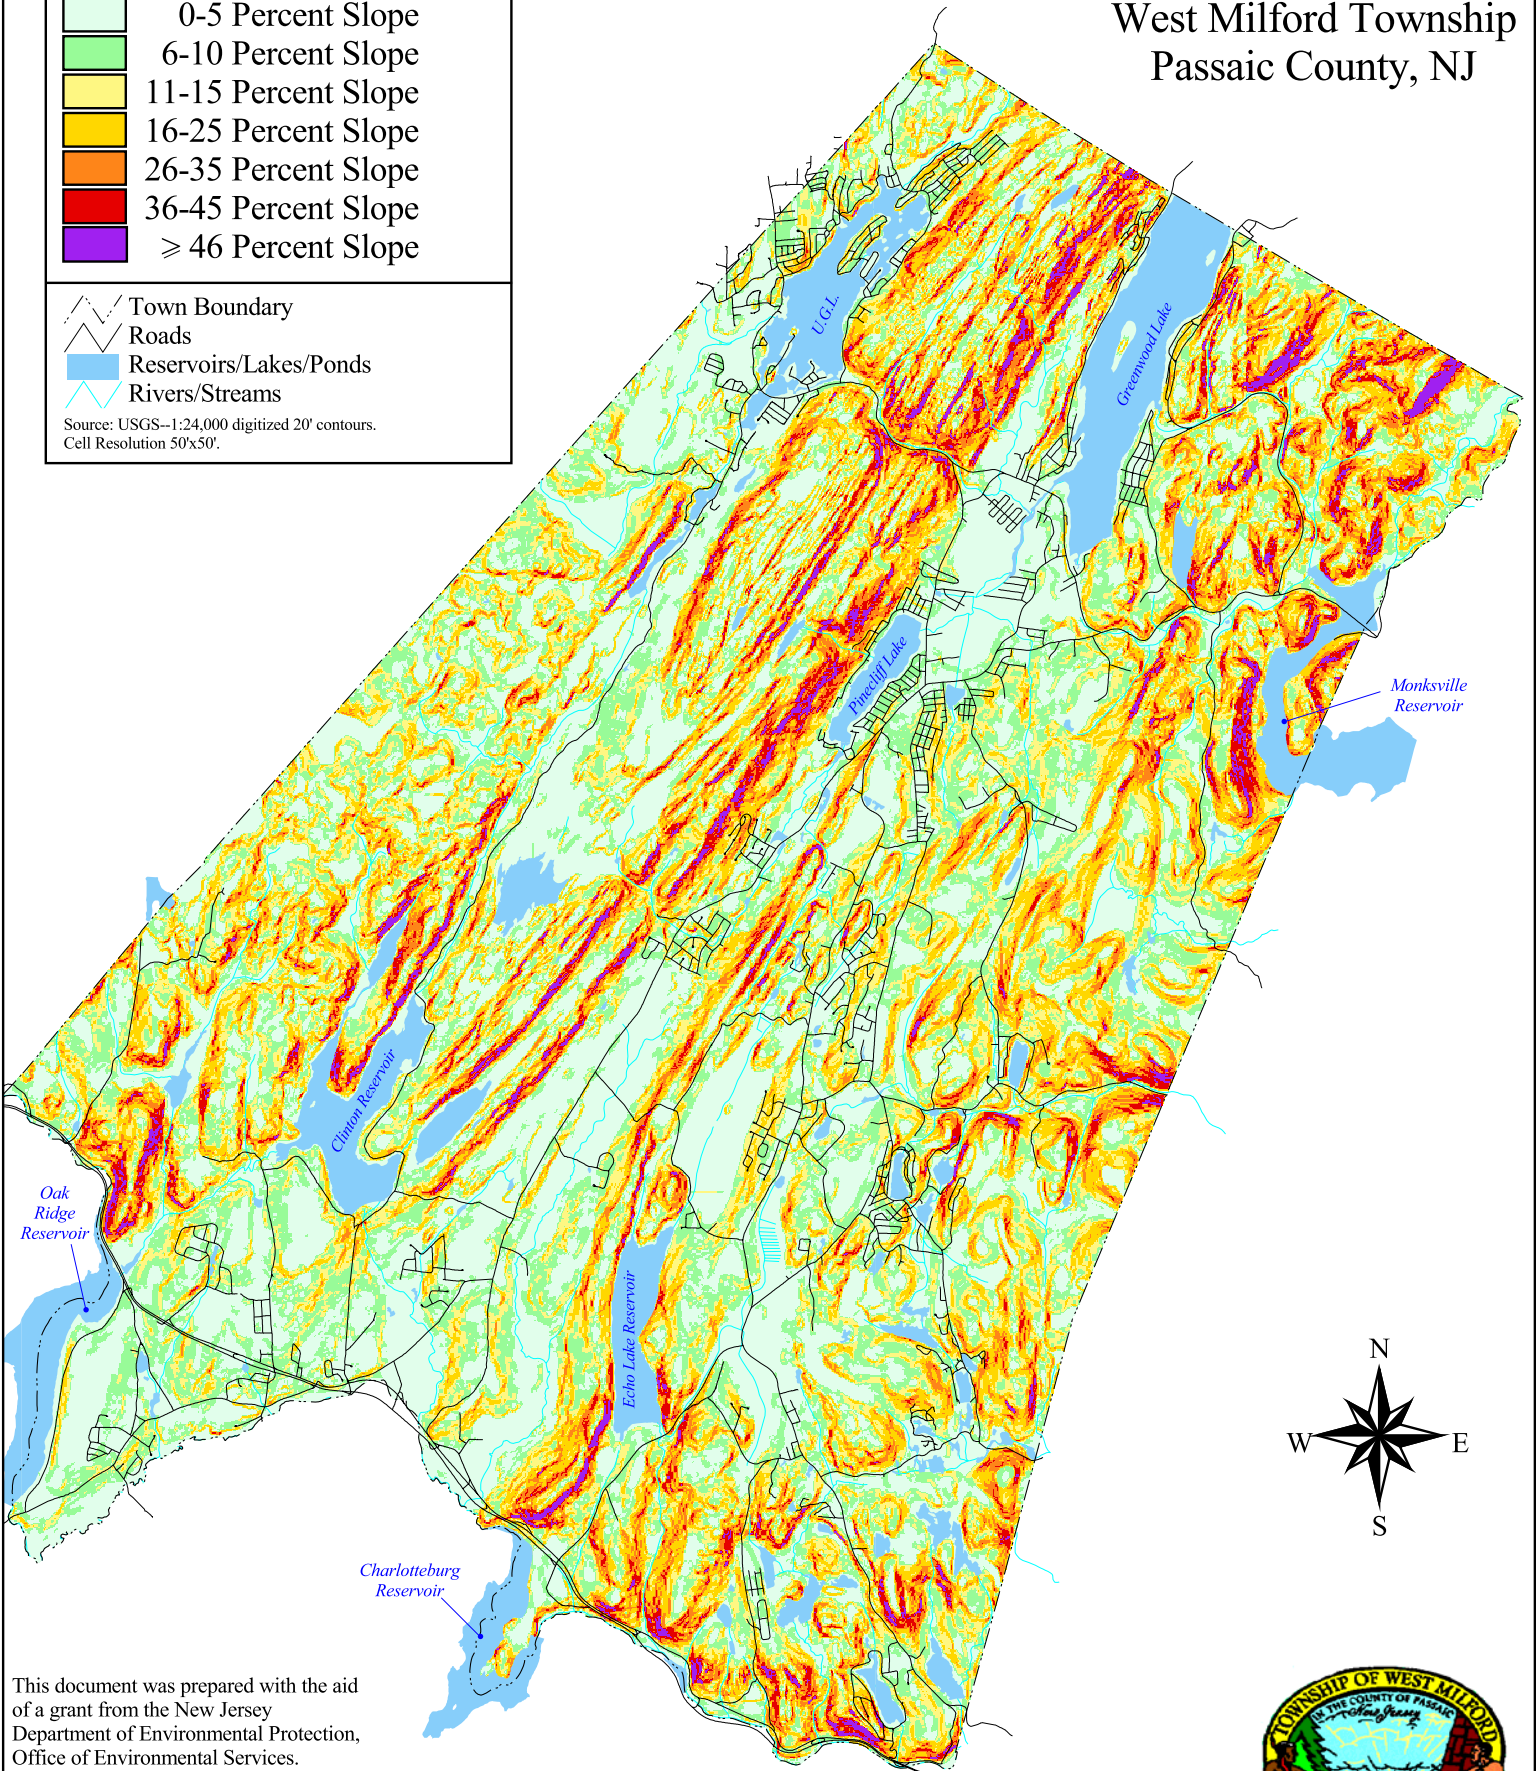 0-5 Percent Slope
6-10 Percent Slope
11-15 Percent Slope
16-25 Percent Slope
26-35 Percent Slope
36-45 Percent Slope
⩾ 46 Percent Slope
Town Boundary
Roads
Reservoirs/Lakes/Ponds
Rivers/Streams
Source: USGS--1:24,000 digitized 20' contours.
Cell Resolution 50'x50'.
West Milford Township
Passaic County, NJ
U.G.L.
Greenwood Lake
Pinecliff Lake
Monksville
Reservoir
Clinton Reservoir
Oak
Ridge
Reservoir
Echo Lake Reservoir
Charlotteburg
Reservoir
N
W
E
S
This document was prepared with the aid
of a grant from the New Jersey
Department of Environmental Protection,
Office of Environmental Services.
TOWNSHIP OF WEST MILFORD
IN THE COUNTY OF PASSAIC
New Jersey